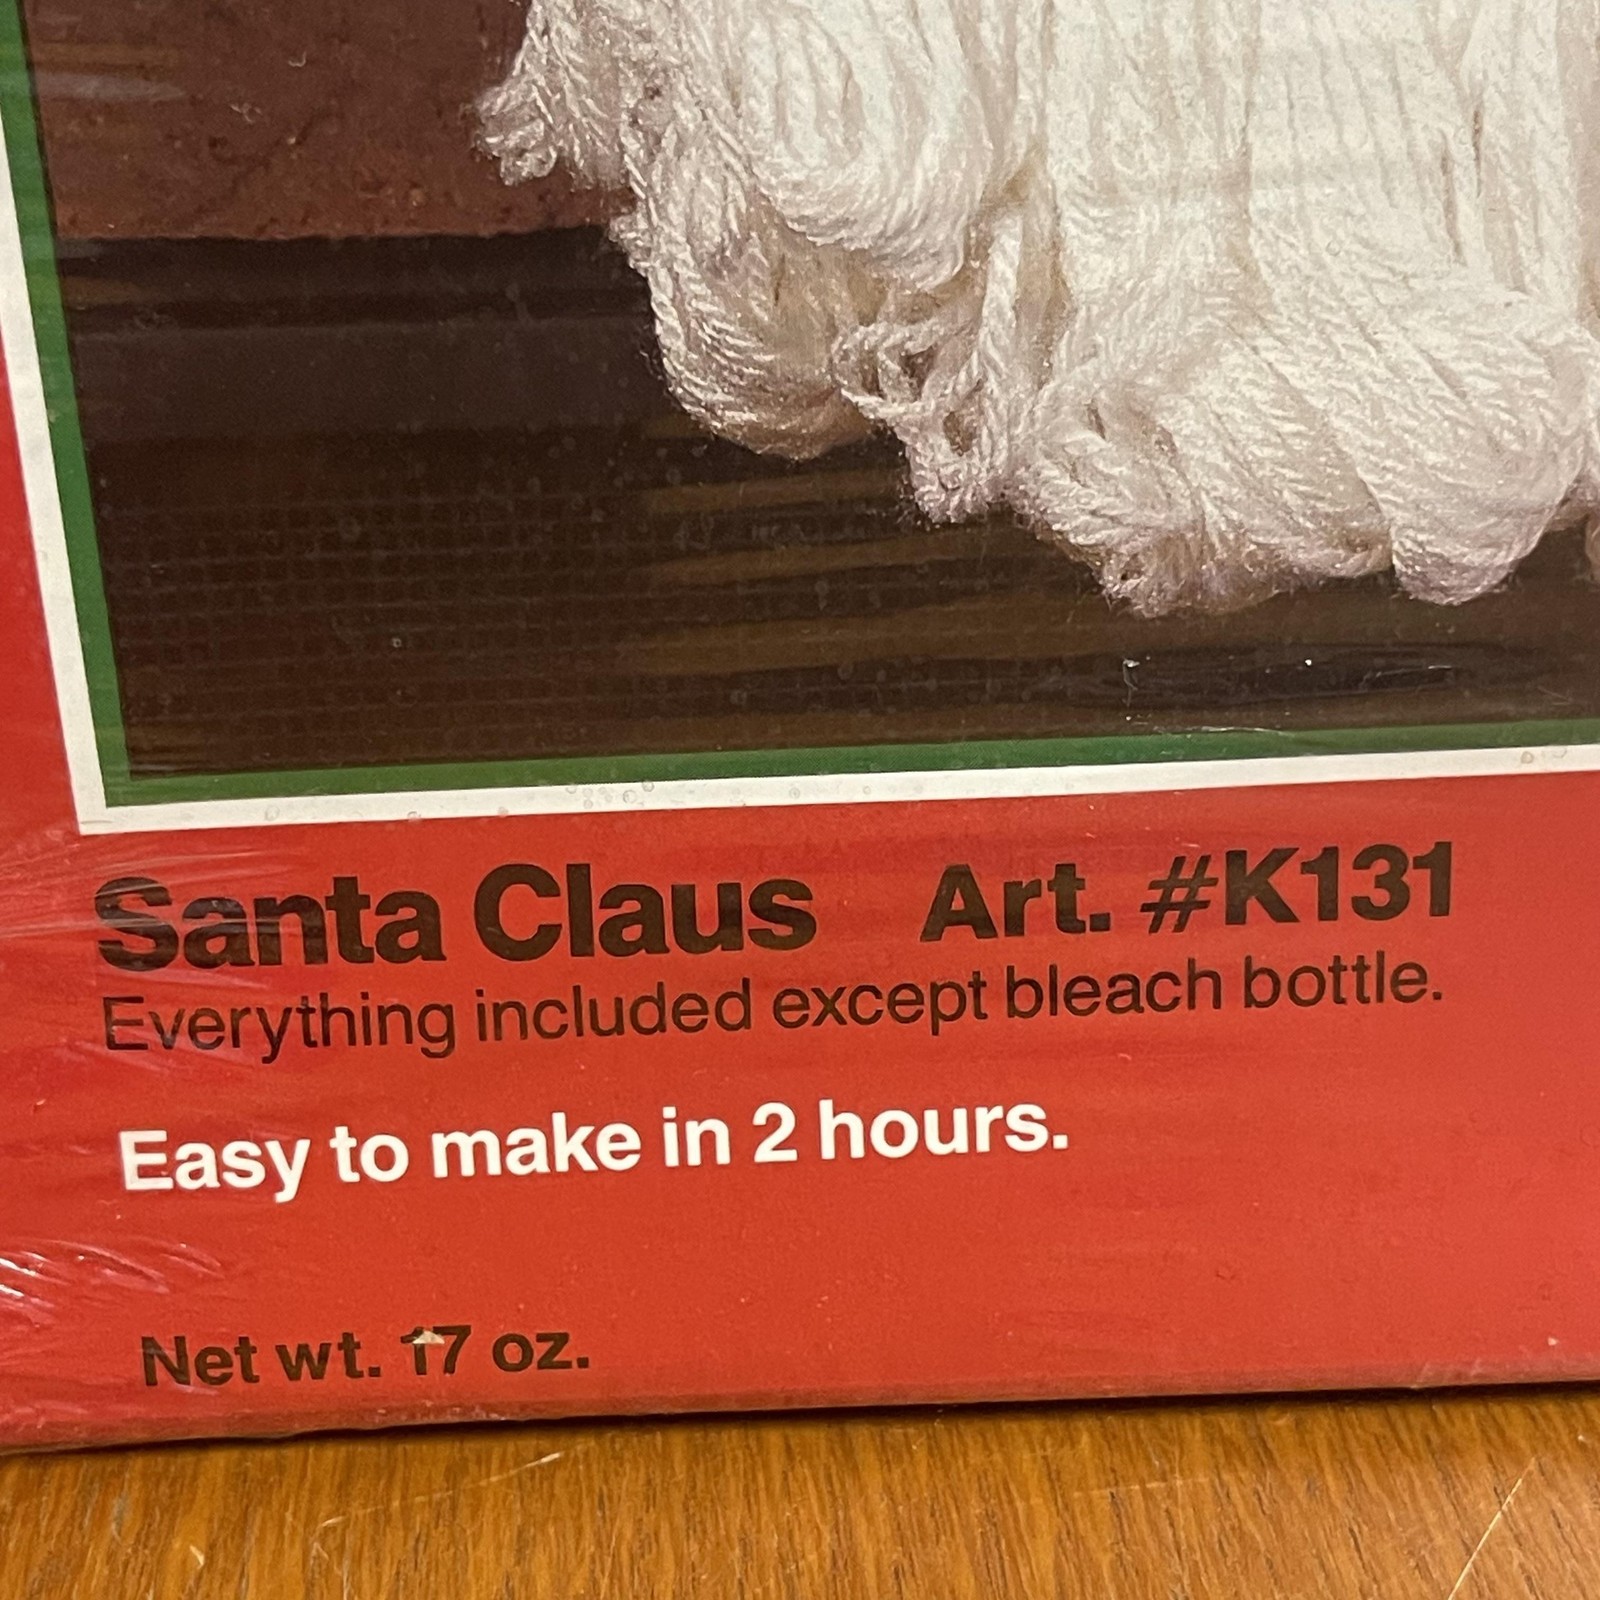 Santa Claus Art. #K131
Everything included except bleach bottle.
Easy to make in 2 hours.
Net wt. 17 oz.